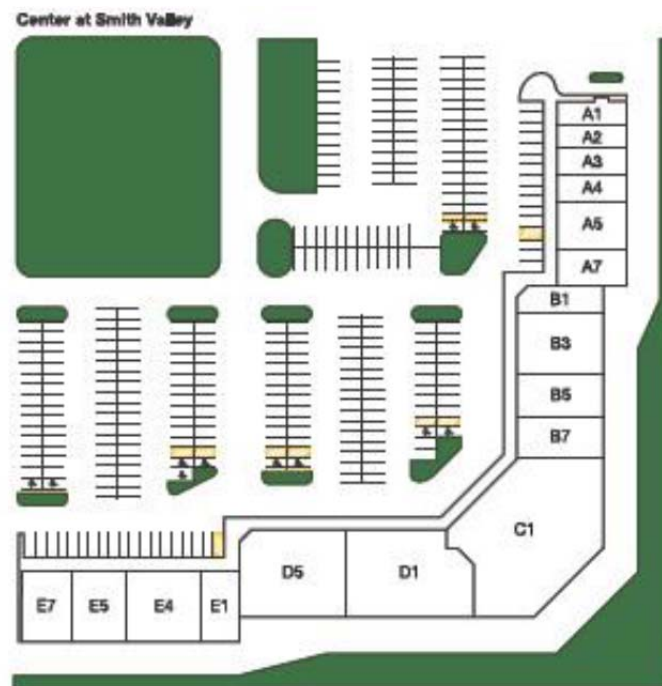 Center at Smith Valley
A1
A2
A3
A4
A5
A7
B1
B3
B5
B7
C1
D5
D1
E7
E5
E4
E1